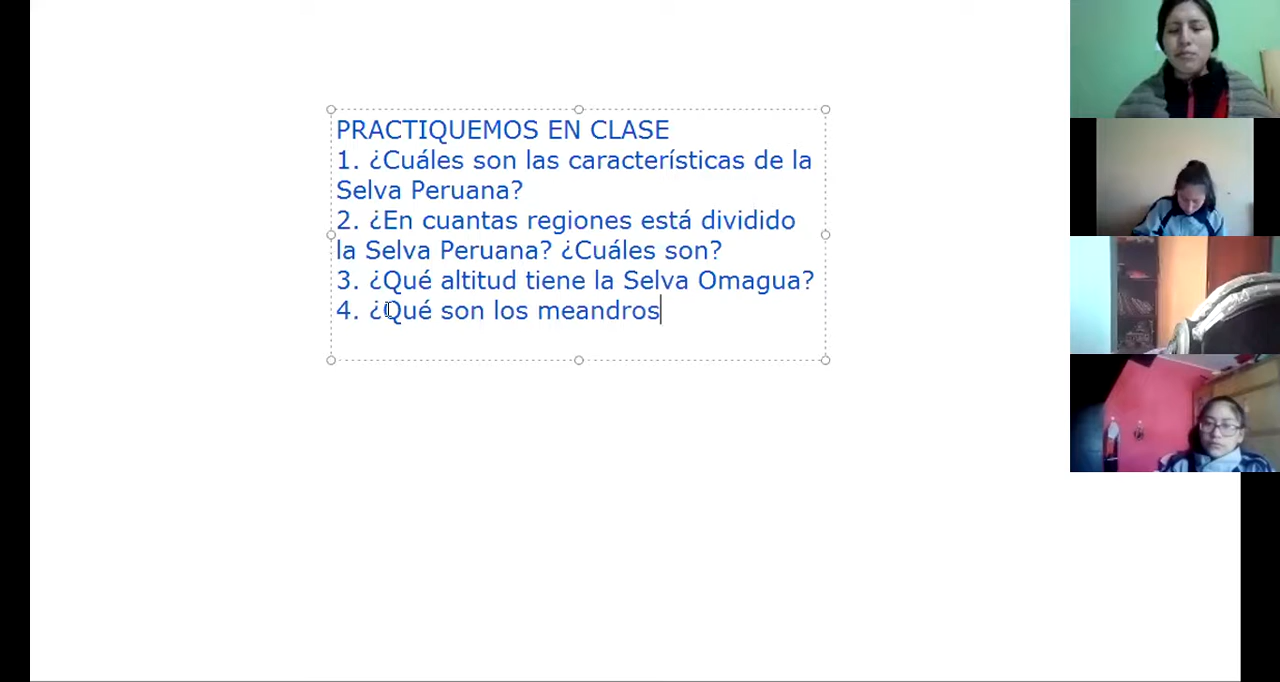 PRACTIQUEMOS EN CLASE
1. ¿Cuáles son las características de la
Selva Peruana?
2. ¿En cuantas regiones está dividido
la Selva Peruana? ¿Cuáles son?
3. ¿Qué altitud tiene la Selva Omagua?
4. ¿Qué son los meandros